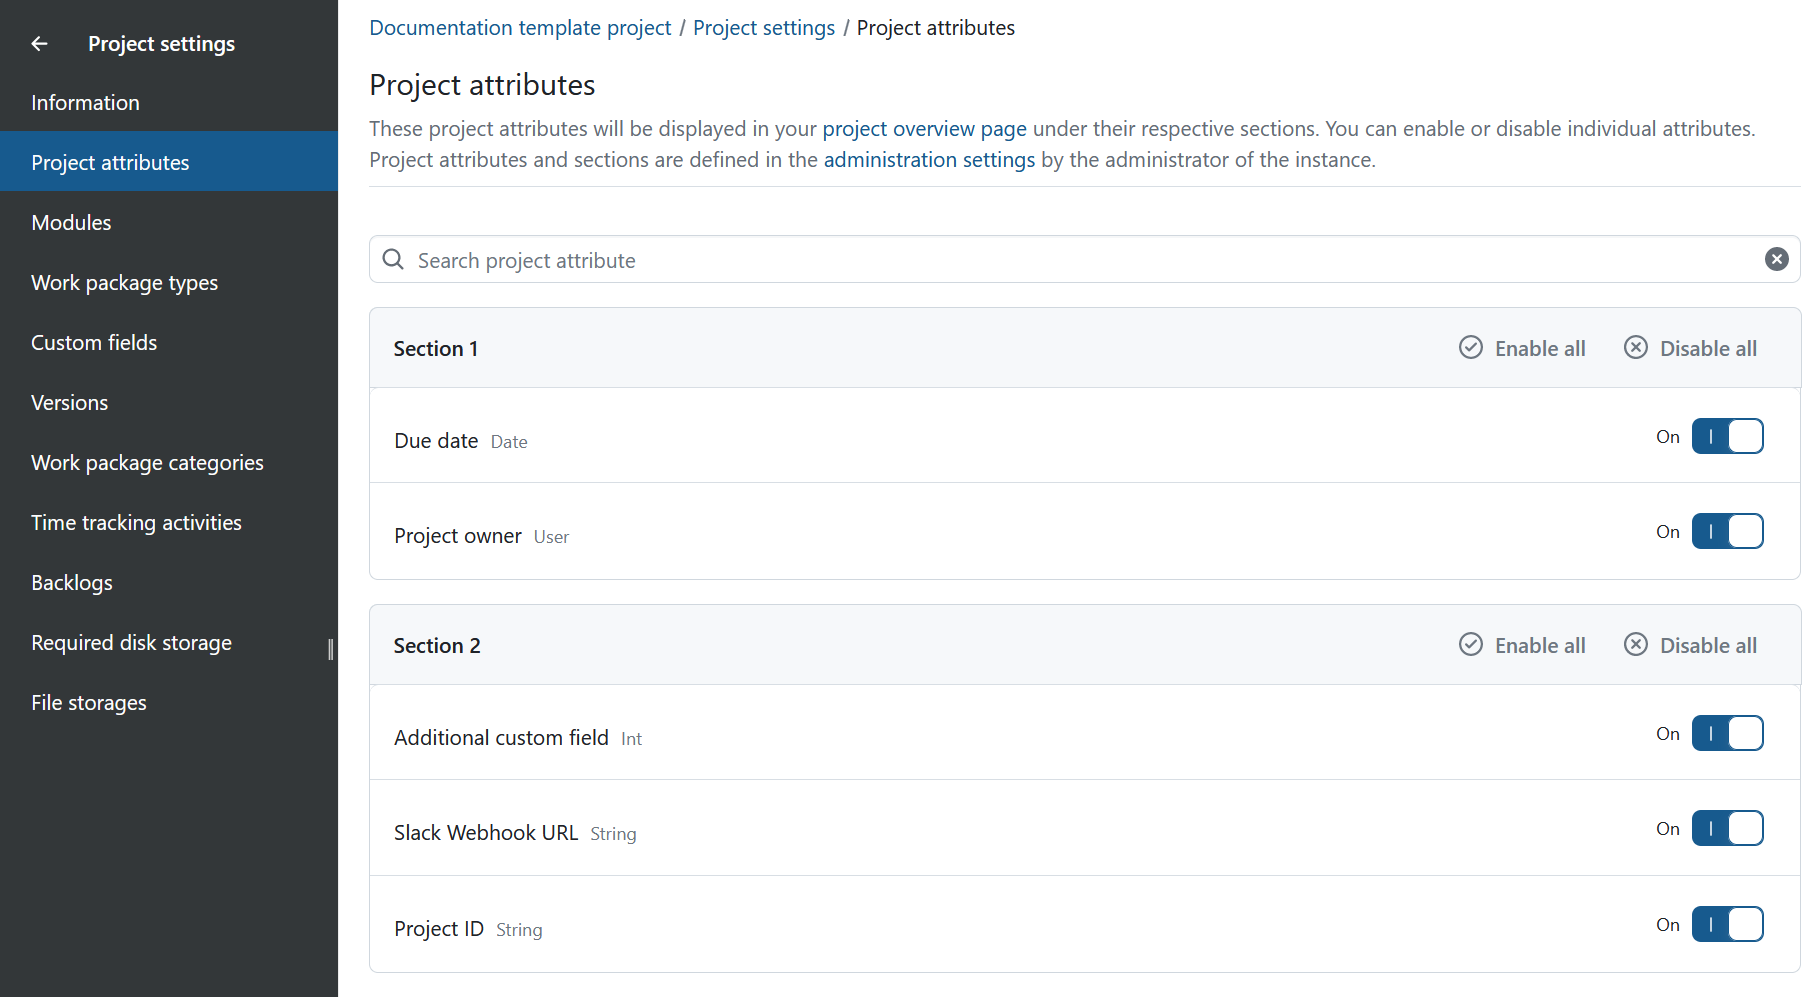 Project settings
Information
Project attributes
Modules
Work package types
Custom fields
Versions
Work package categories
Time tracking activities
Backlogs
Required disk storage
File storages
Documentation template project / Project settings / Project attributes
Project attributes
These project attributes will be displayed in your project overview page under their respective sections. You can enable or disable individual attributes.
Project attributes and sections are defined in the administration settings by the administrator of the instance.
Search project attribute
Section 1 Enable all Disable all
Due date Date On
Project owner User On
Section 2 Enable all Disable all
Additional custom field Int On
Slack Webhook URL String On
Project ID String On